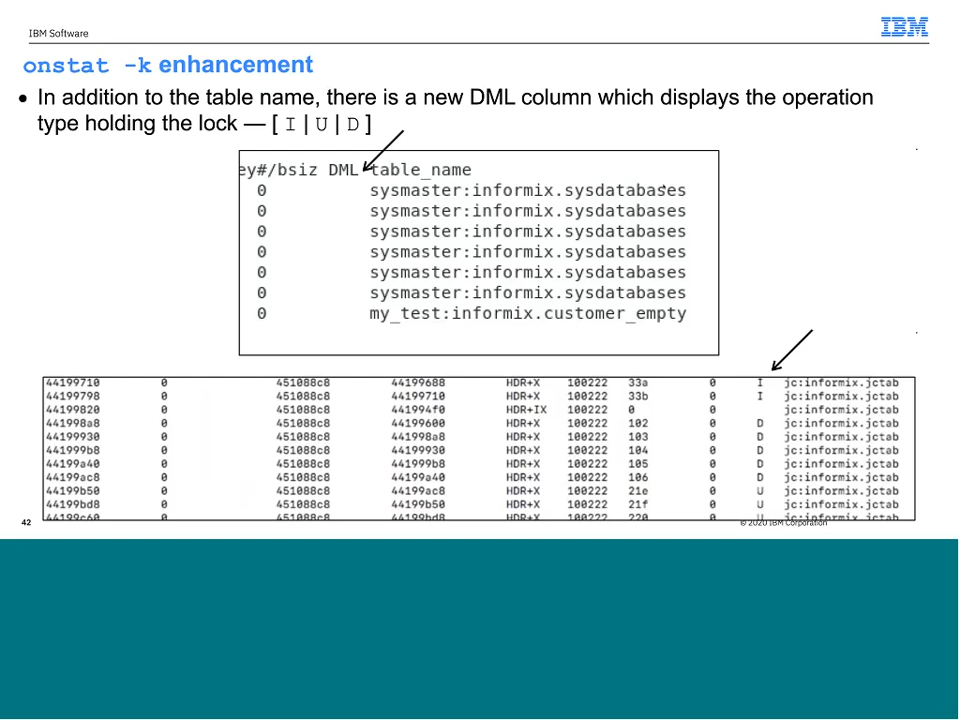 IBM Software
IBM
onstat -k enhancement
• In addition to the table name, there is a new DML column which displays the operation
type holding the lock — [ I | U | D ]
ey#/bsiz DML table_name
0 sysmaster:informix.sysdatabases
0 sysmaster:informix.sysdatabases
0 sysmaster:informix.sysdatabases
0 sysmaster:informix.sysdatabases
0 sysmaster:informix.sysdatabases
0 sysmaster:informix.sysdatabases
0 my_test:informix.customer_empty
44199710 0 451088c8 44199688 HDR+X 100222 33a 0 I jc:informix.jctab
44199798 0 451088c8 44199710 HDR+X 100222 33b 0 I jc:informix.jctab
44199820 0 451088c8 441994f0 HDR+IX 100222 0 0 jc:informix.jctab
441998a8 0 451088c8 44199600 HDR+X 100222 102 0 D jc:informix.jctab
44199930 0 451088c8 441998a8 HDR+X 100222 103 0 D jc:informix.jctab
441999b8 0 451088c8 44199930 HDR+X 100222 104 0 D jc:informix.jctab
44199a40 0 451088c8 441999b8 HDR+X 100222 105 0 D jc:informix.jctab
44199ac8 0 451088c8 44199a40 HDR+X 100222 106 0 D jc:informix.jctab
44199b50 0 451088c8 44199ac8 HDR+X 100222 21e 0 U jc:informix.jctab
44199bd8 0 451088c8 44199b50 HDR+X 100222 21f 0 U jc:informix.jctab
44199c60 0 451088c8 44199bd8 HDR+X 100222 220 0 U jc:informix.jctab
42
© 2020 IBM Corporation